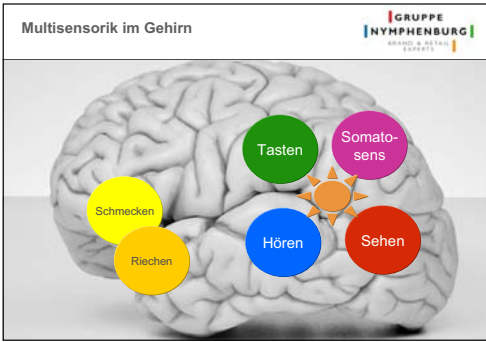 Multisensorik im Gehirn
GRUPPE
NYMPHENBURG
BRAND & RETAIL
EXPERTS
Tasten
Somato-
sens
Schmecken
Riechen
Hören
Sehen